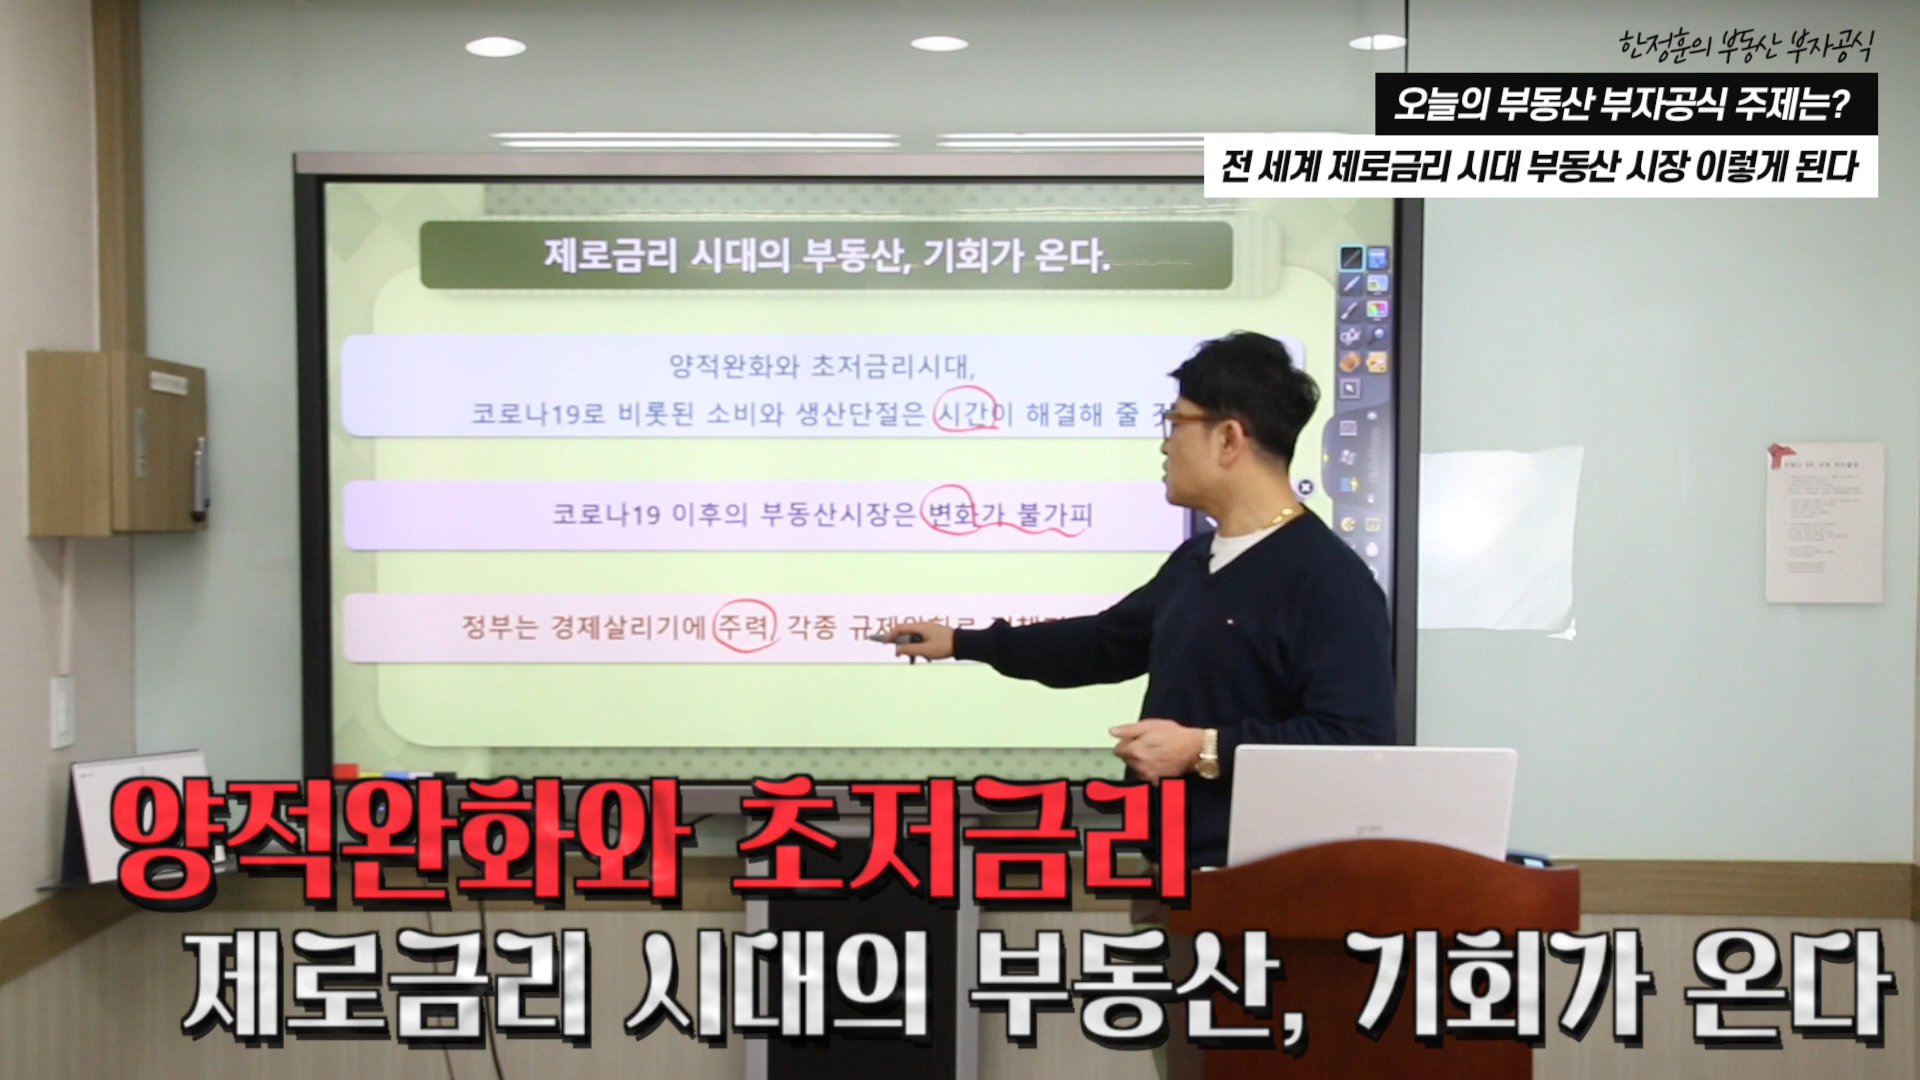 한정훈의 부동산 부자공식
오늘의 부동산 부자공식 주제는?
전 세계 제로금리 시대 부동산 시장 이렇게 된다
제로금리 시대의 부동산, 기회가 온다.
양적완화와 초저금리시대,
코로나19로 비롯된 소비와 생산단절은 시간이 해결해 줄
코로나19 이후의 부동산시장은 변화가 불가피
정부는 경제살리기에 주력, 각종
양적완화와 초저금리
제로금리 시대의 부동산, 기회가 온다